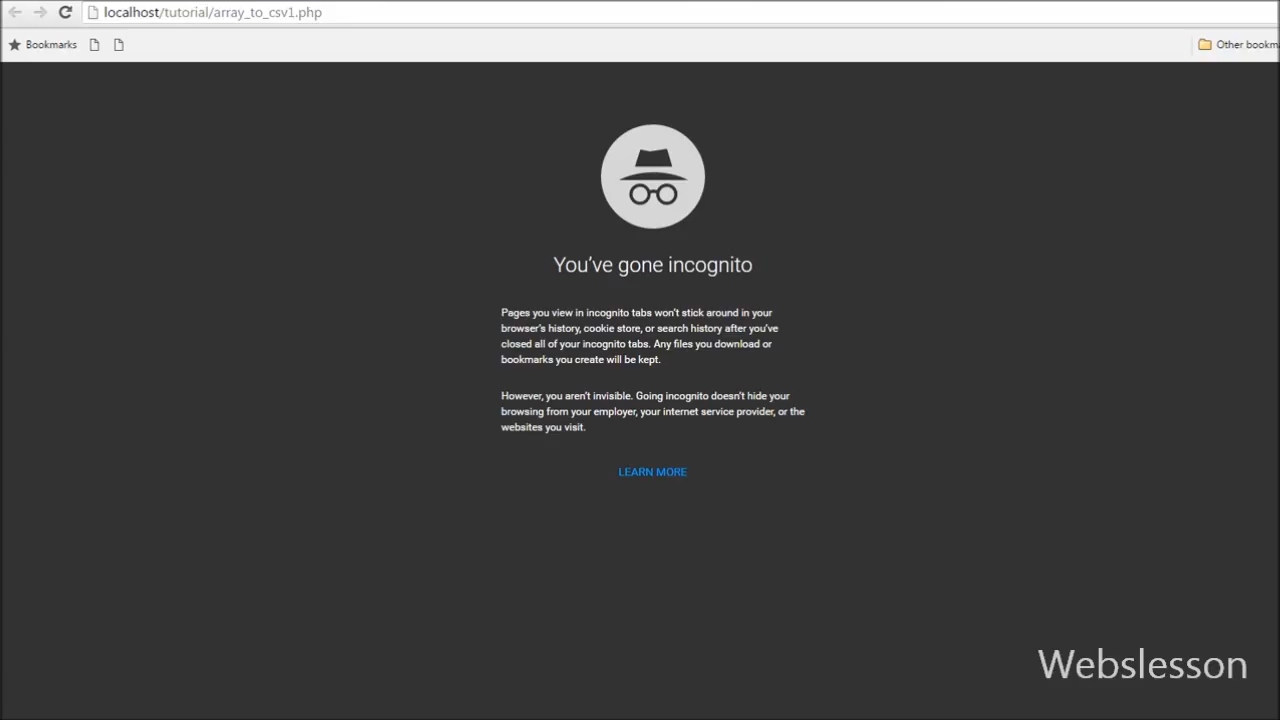 localhost/tutorial/array_to_csv1.php
Bookmarks
Other bookm
You've gone incognito
Pages you view in incognito tabs won't stick around in your
browser's history, cookie store, or search history after you've
closed all of your incognito tabs. Any files you download or
bookmarks you create will be kept.
However, you aren't invisible. Going incognito doesn't hide your
browsing from your employer, your internet service provider, or the
websites you visit.
LEARN MORE
Webslesson